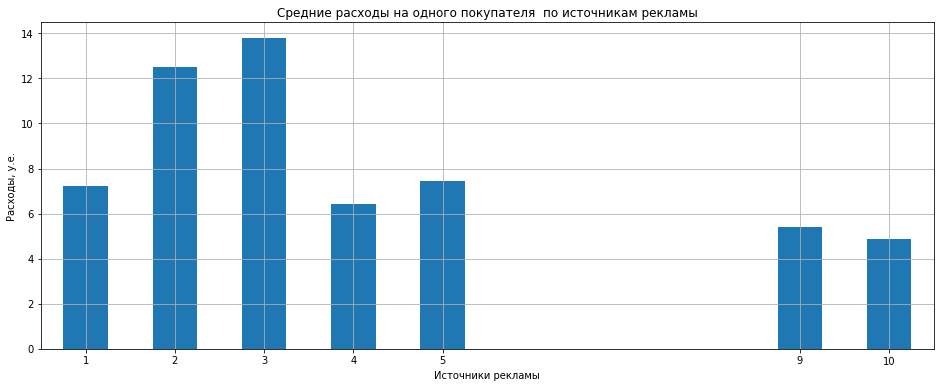 Средние расходы на одного покупателя  по источникам рекламы
Расходы, у.е.
14
12
10
8
6
4
2
0
1 2 3 4 5 9 10
Источники рекламы